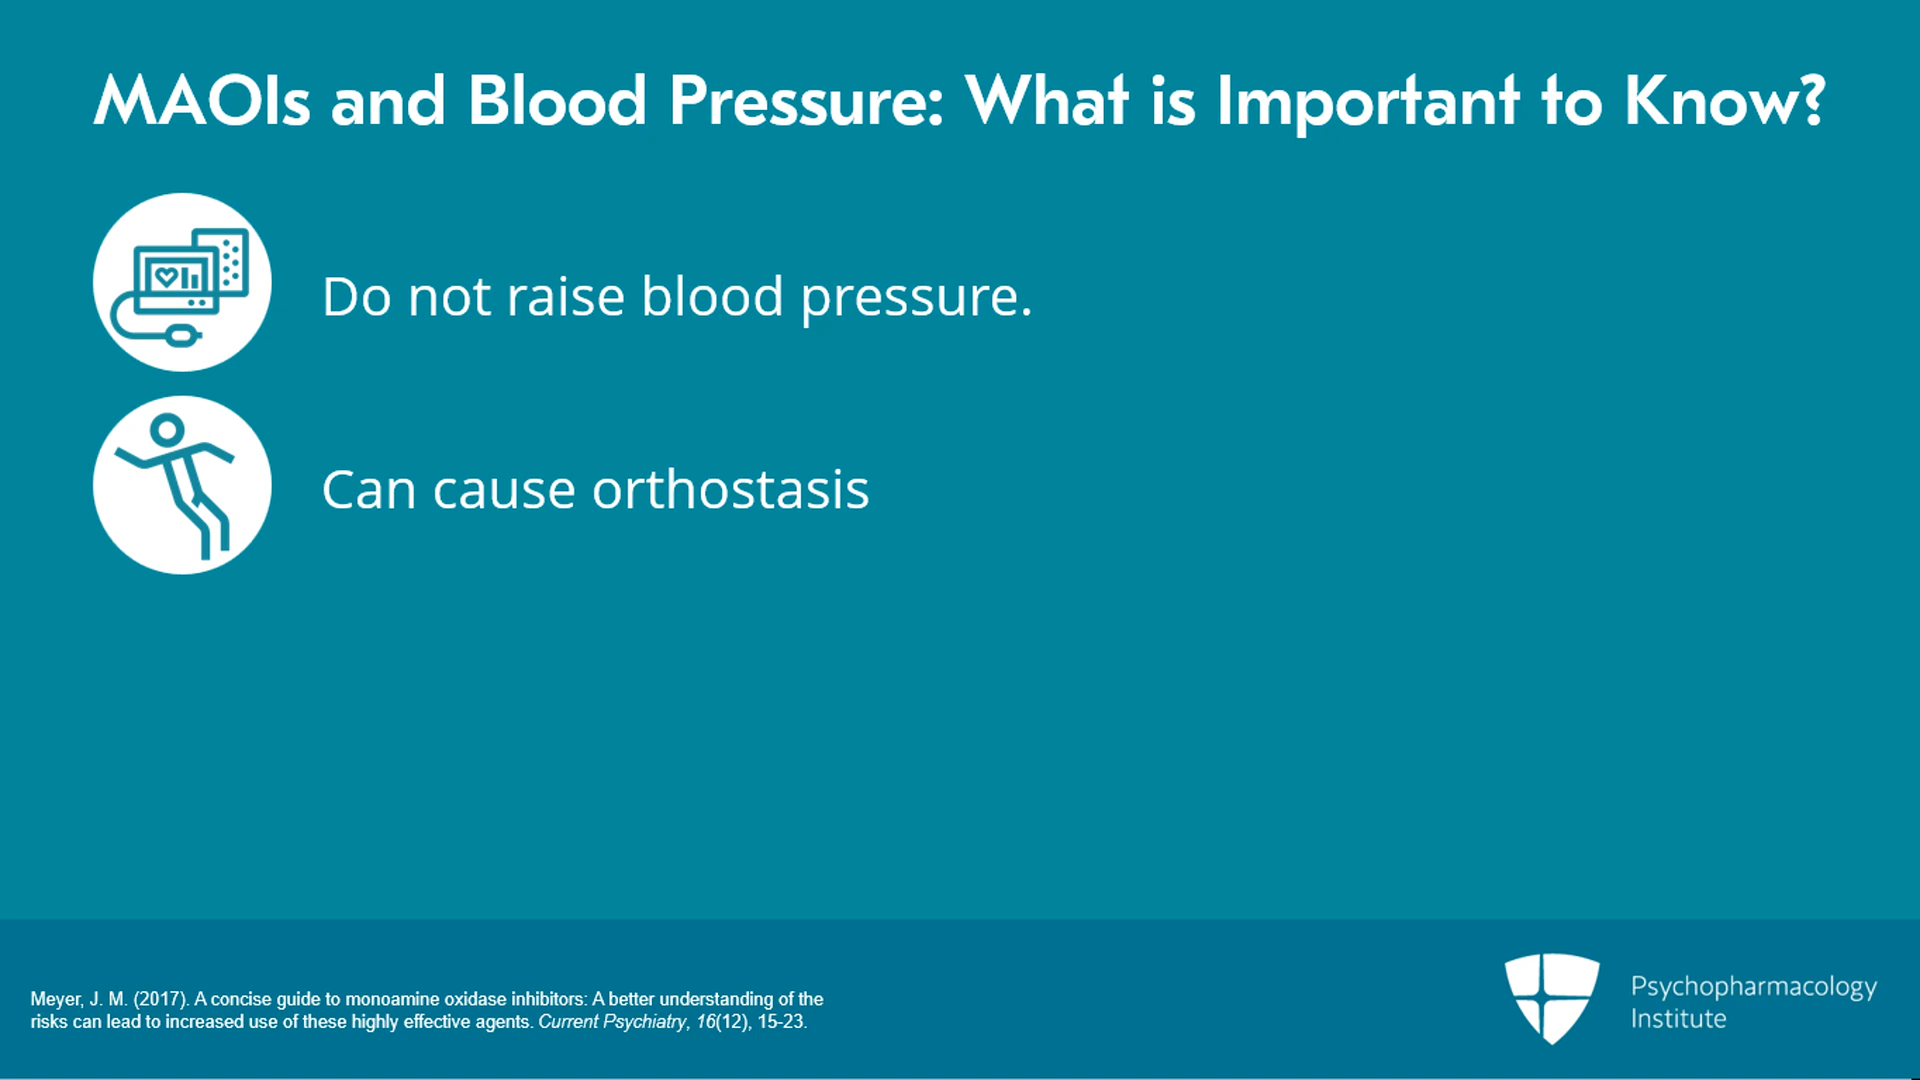 MAOIs and Blood Pressure: What is Important to Know?
Do not raise blood pressure.
Can cause orthostasis
Meyer, J. M. (2017). A concise guide to monoamine oxidase inhibitors: A better understanding of the
risks can lead to increased use of these highly effective agents. Current Psychiatry, 16(12), 15-23.
Psychopharmacology
Institute